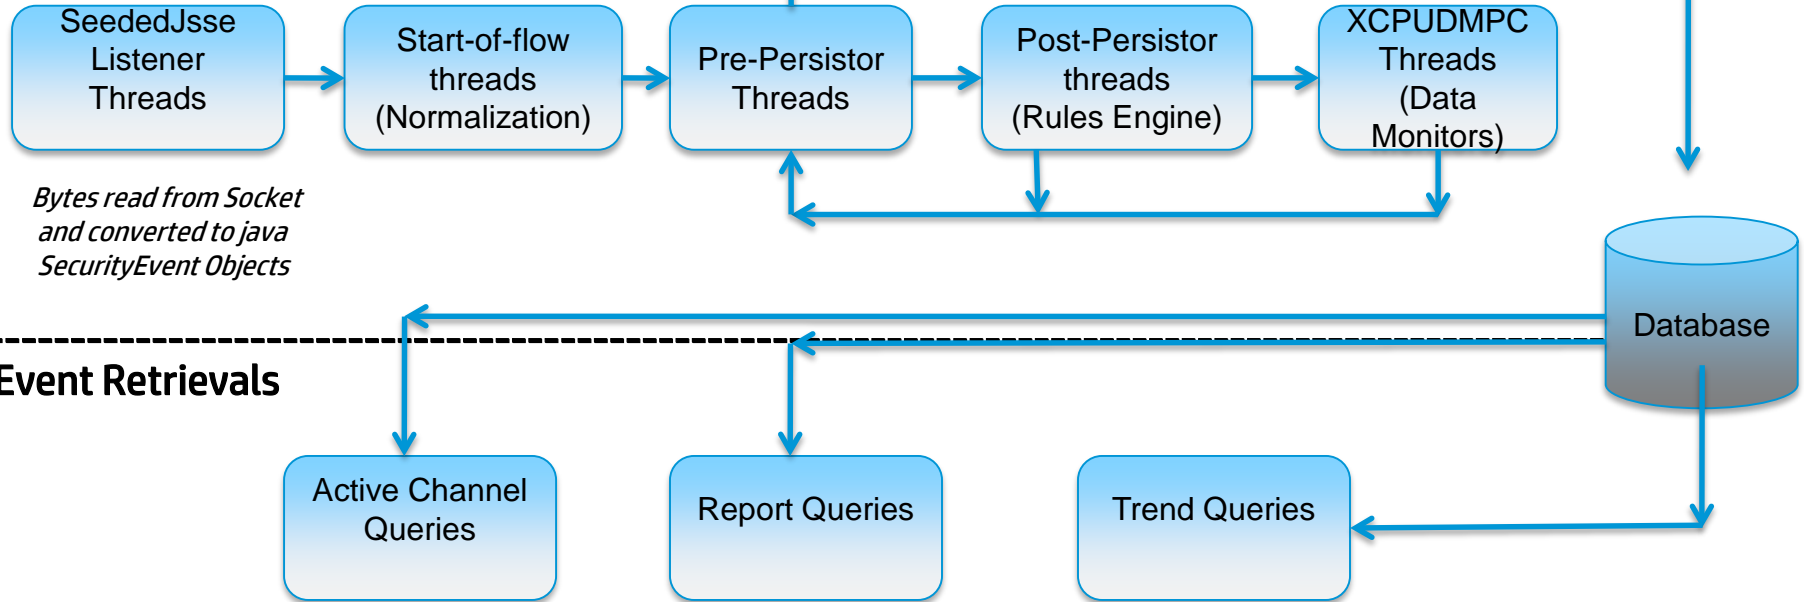 SeededJsse
Listener
Threads
Start-of-flow
threads
(Normalization)
Pre-Persistor
Threads
Post-Persistor
threads
(Rules Engine)
XCPUDMPC
Threads
(Data
Monitors)
Bytes read from Socket
and converted to java
SecurityEvent Objects
Database
Event Retrievals
Active Channel
Queries
Report Queries
Trend Queries